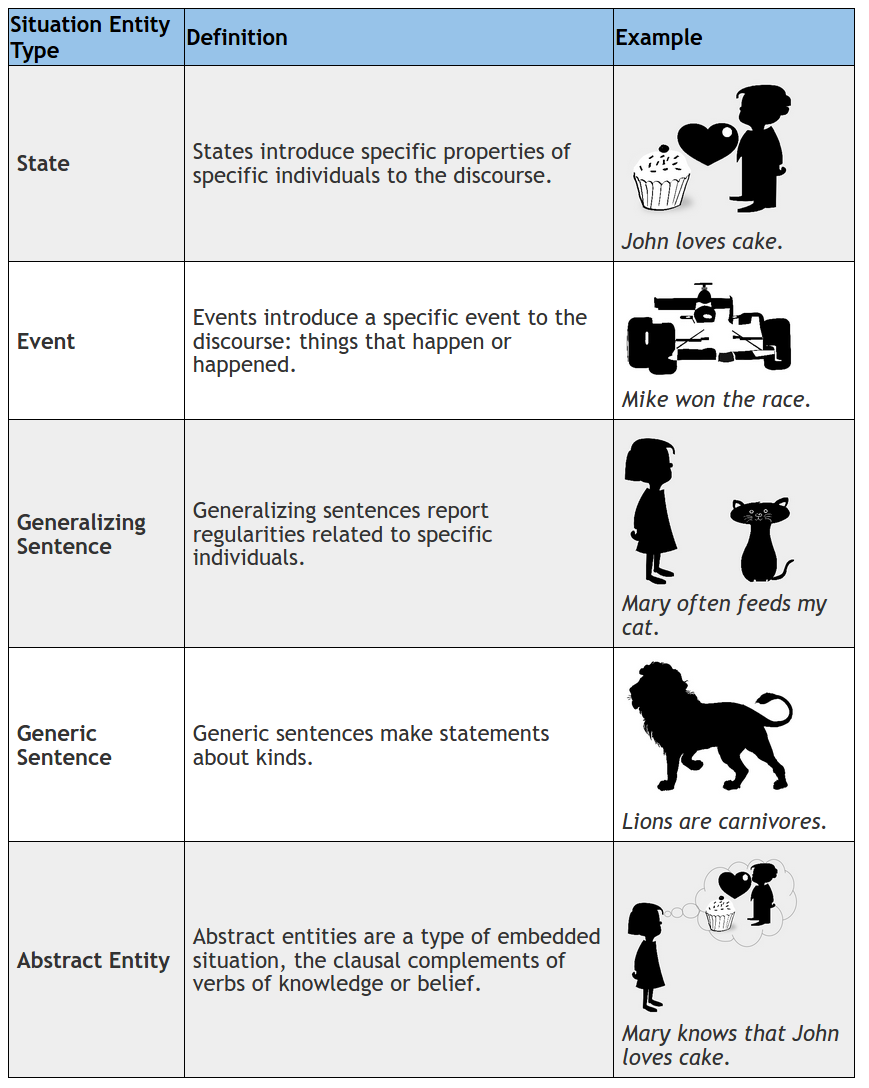 Situation Entity
Type
Definition
Example
State
States introduce specific properties of
specific individuals to the discourse.
John loves cake.
Event
Events introduce a specific event to the
discourse: things that happen or
happened.
Mike won the race.
Generalizing
Sentence
Generalizing sentences report
regularities related to specific
individuals.
Mary often feeds my
cat.
Generic
Sentence
Generic sentences make statements
about kinds.
Lions are carnivores.
Abstract Entity
Abstract entities are a type of embedded
situation, the clausal complements of
verbs of knowledge or belief.
Mary knows that John
loves cake.